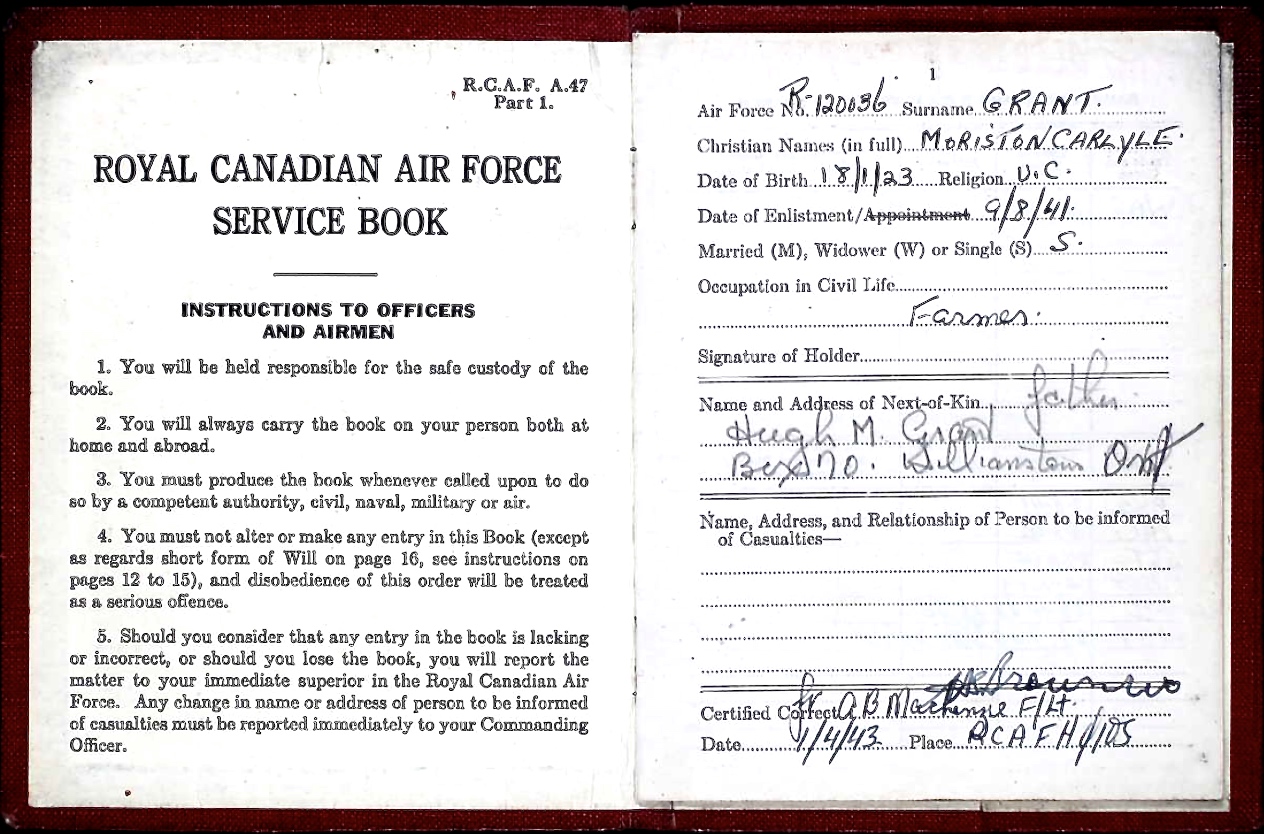 R.C.A.F. A.47
Part 1.
ROYAL CANADIAN AIR FORCE
SERVICE BOOK
INSTRUCTIONS TO OFFICERS
AND AIRMEN
1. You will be held responsible for the safe custody of the
book.
2. You will always carry the book on your person both at
home and abroad.
3. You must produce the book whenever called upon to do
so by a competent authority, civil, naval, military or air.
4. You must not alter or make any entry in this Book (except
as regards short form of Will on page 16, see instructions on
pages 12 to 15), and disobedience of this order will be treated
as a serious offence.
5. Should you consider that any entry in the book is lacking
or incorrect, or should you lose the book, you will report the
matter to your immediate superior in the Royal Canadian Air
Force. Any change in name or address of person to be informed
of casualties must be reported immediately to your Commanding
Officer.
1
Air Force No. R-120036 Surname GRANT.
Christian Names (in full) MORISTON CARLYLE.
Date of Birth 18/1/23 Religion U.C.
Date of Enlistment/Appointment 9/8/41.
Married (M), Widower (W) or Single (S) S.
Occupation in Civil Life
Farmer.
Signature of Holder
Name and Address of Next-of-Kin father
Hugh M. Grant
Box 70. Williamstown Ont
Name, Address, and Relationship of Person to be informed
of Casualties—
Certified Correct A B Mackenzie F/Lt.
Date 1/4/43 Place RCAF